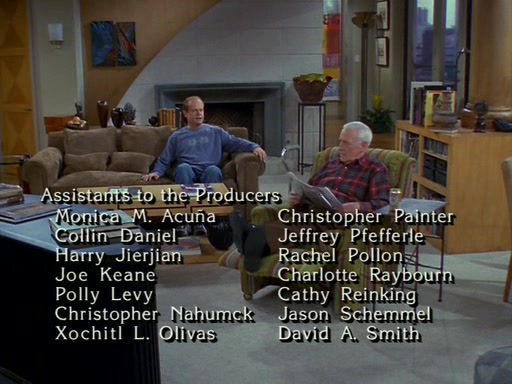 Assistants to the Producers
Monica M. Acuña
Collin Daniel
Harry Jierjian
Joe Keane
Polly Levy
Christopher Nahumck
Xochitl L. Olivas
Christopher Painter
Jeffrey Pfefferle
Rachel Pollon
Charlotte Raybourn
Cathy Reinking
Jason Schemmel
David A. Smith